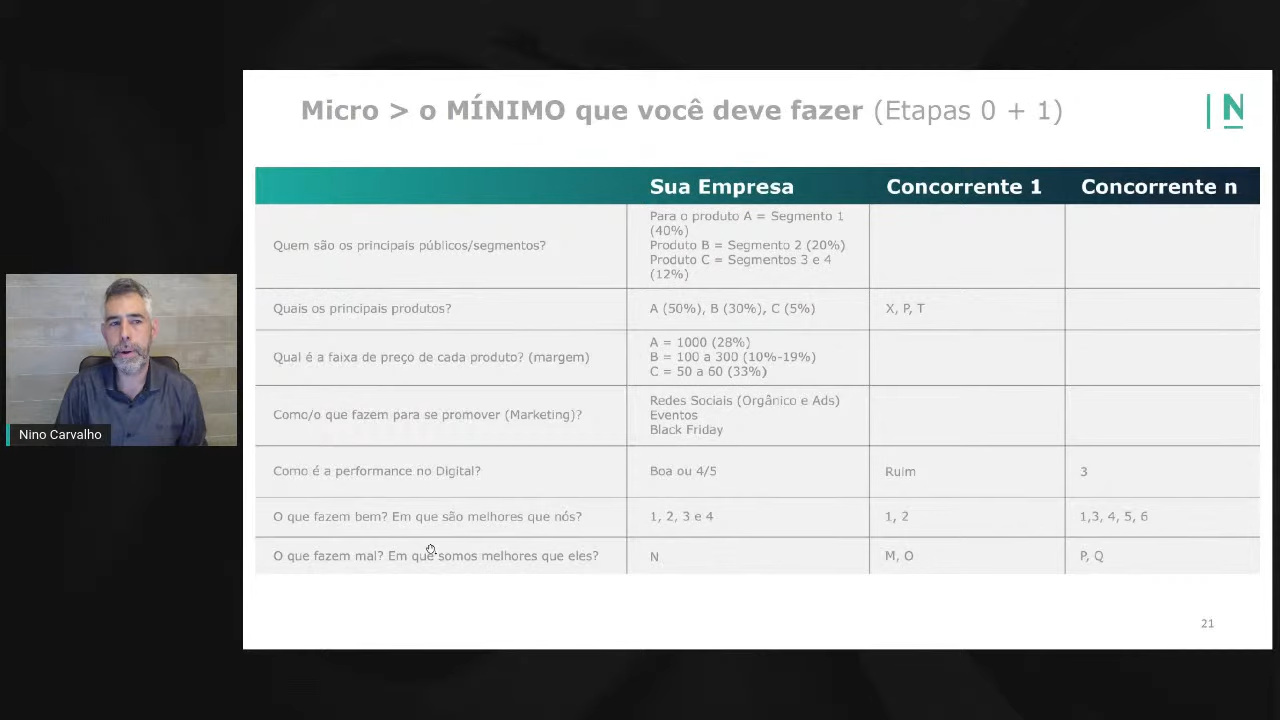 Micro > o MÍNIMO que você deve fazer (Etapas 0 + 1)
N
Sua Empresa
Concorrente 1
Concorrente n
Quem são os principais públicos/segmentos?
Para o produto A = Segmento 1
(40%)
Produto B = Segmento 2 (20%)
Produto C = Segmentos 3 e 4
(12%)
Quais os principais produtos?
A (50%), B (30%), C (5%)
X, P, T
Qual é a faixa de preço de cada produto? (margem)
A = 1000 (28%)
B = 100 a 300 (10%-19%)
C = 50 a 60 (33%)
Como/o que fazem para se promover (Marketing)?
Redes Sociais (Orgânico e Ads)
Eventos
Black Friday
Como é a performance no Digital?
Boa ou 4/5
Ruim
3
O que fazem bem? Em que são melhores que nós?
1, 2, 3 e 4
1, 2
1,3, 4, 5, 6
O que fazem mal? Em que somos melhores que eles?
N
M, O
P, Q
Nino Carvalho
21